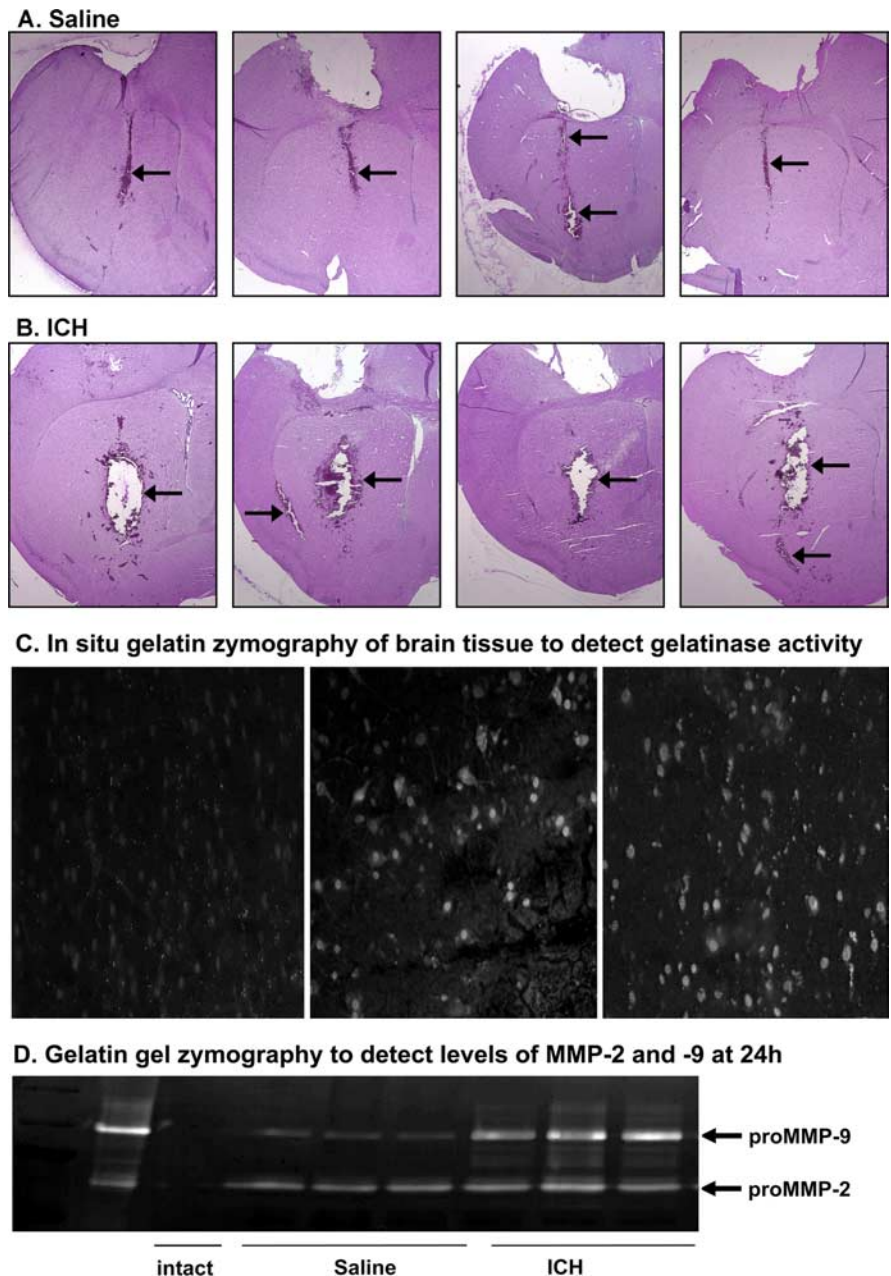 A. Saline
B. ICH
C. In situ gelatin zymography of brain tissue to detect gelatinase activity
D. Gelatin gel zymography to detect levels of MMP-2 and -9 at 24h
proMMP-9
proMMP-2
intact Saline ICH